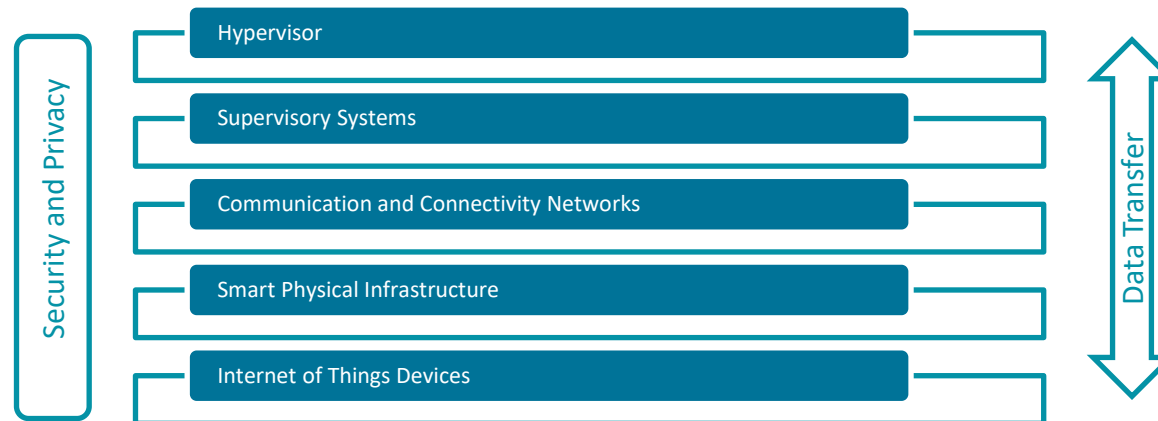 Security and Privacy
Hypervisor
Supervisory Systems
Communication and Connectivity Networks
Smart Physical Infrastructure
Internet of Things Devices
Data Transfer